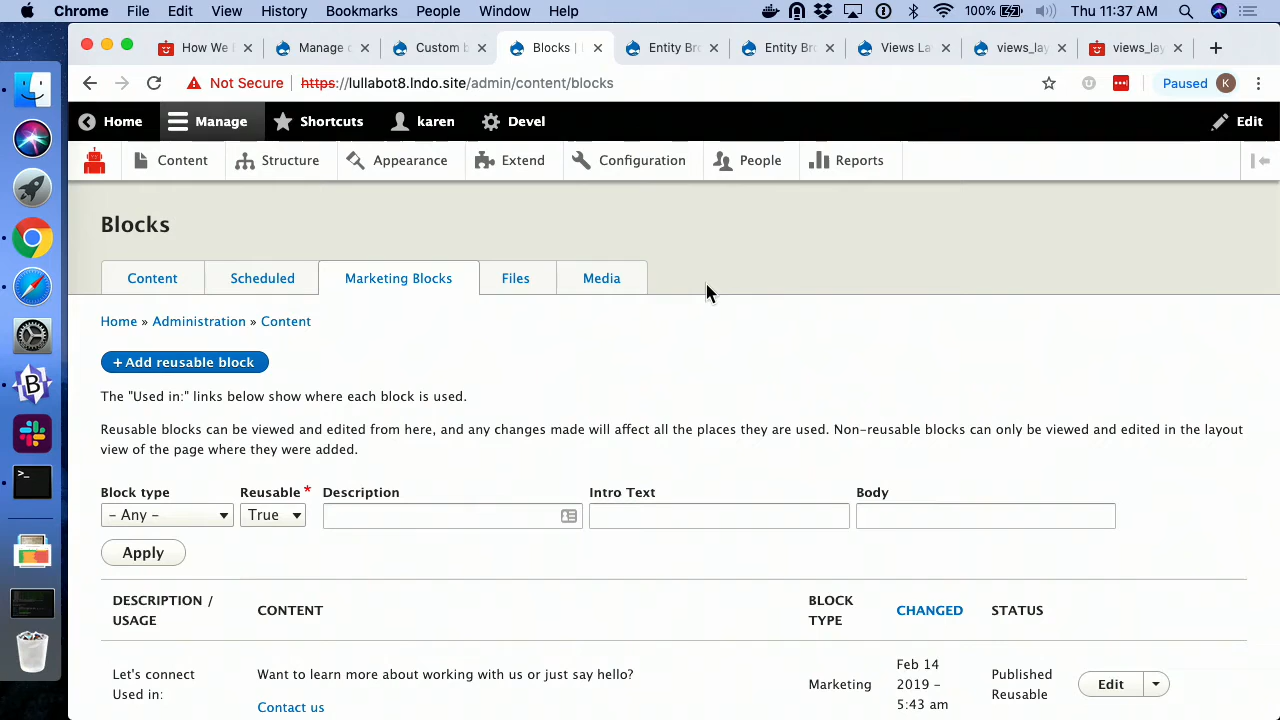 Chrome File Edit View History Bookmarks People Window Help 100% Thu 11:37 AM
How We Manage Custom b Blocks | Entity Br Entity Br Views La views_lay views_lay
Not Secure https://lullabot8.lndo.site/admin/content/blocks Paused K
Home Manage Shortcuts karen Devel Edit
Content Structure Appearance Extend Configuration People Reports
Blocks
Content Scheduled Marketing Blocks Files Media
Home » Administration » Content
+ Add reusable block
The "Used in:" links below show where each block is used.
Reusable blocks can be viewed and edited from here, and any changes made will affect all the places they are used. Non-reusable blocks can only be viewed and edited in the layout
view of the page where they were added.
Block type Reusable * Description Intro Text Body
- Any - True
Apply
DESCRIPTION / USAGE CONTENT BLOCK TYPE CHANGED STATUS
Let's connect Want to learn more about working with us or just say hello? Marketing Feb 14 2019 - 5:43 am Published Reusable Edit
Used in: Contact us